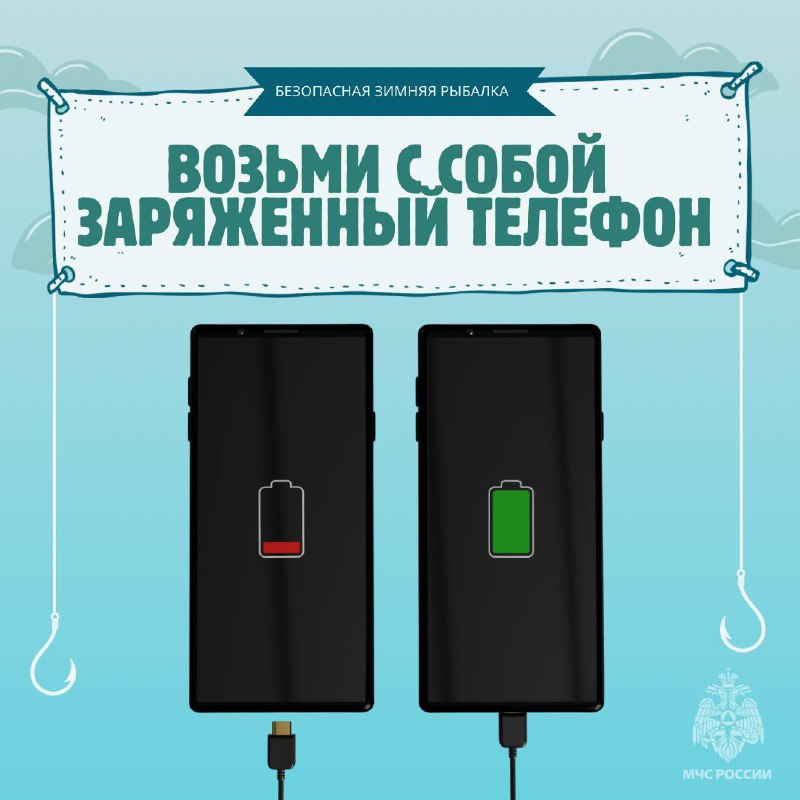 БЕЗОПАСНАЯ ЗИМНЯЯ РЫБАЛКА
ВОЗЬМИ С СОБОЙ
ЗАРЯЖЕННЫЙ ТЕЛЕФОН
МЧС РОССИИ